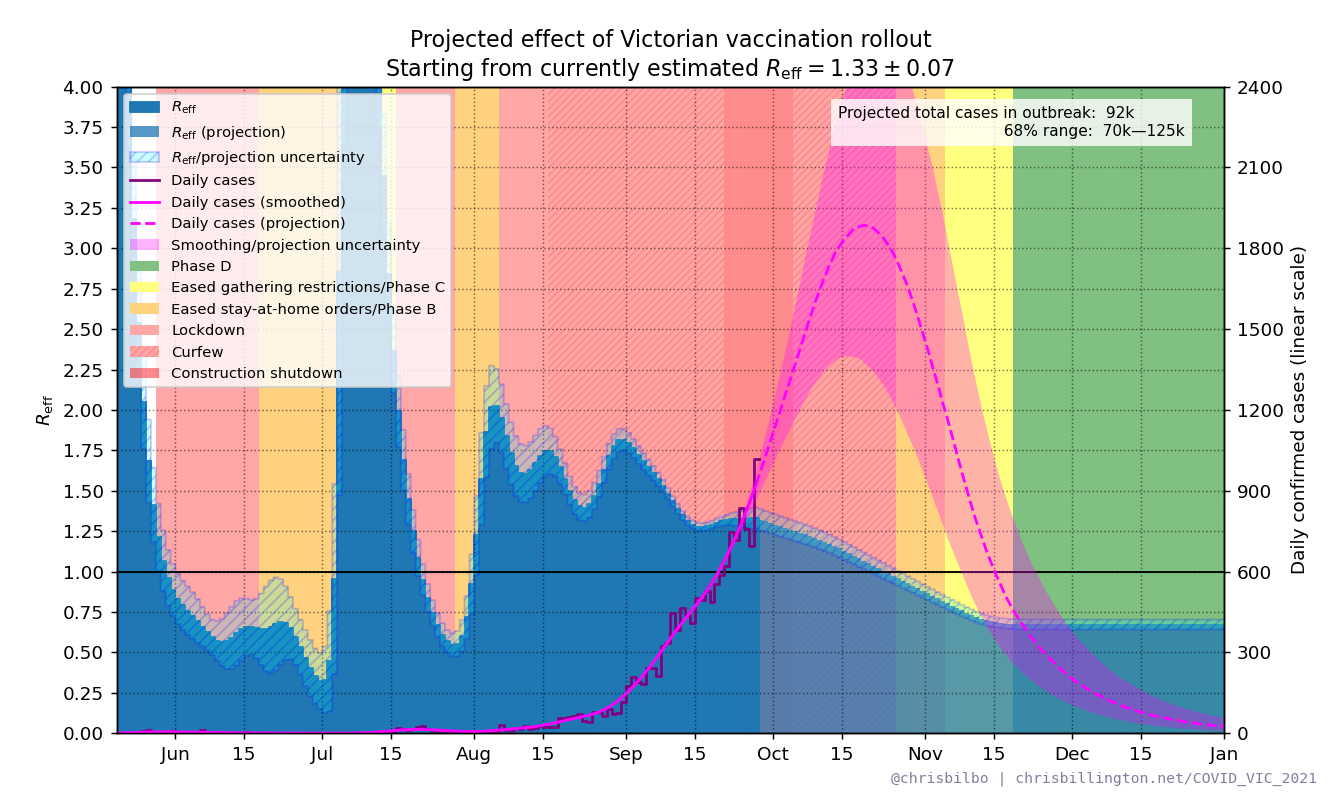 Projected effect of Victorian vaccination rollout
Starting from currently estimated R_eff = 1.33 ± 0.07
4.00
3.75
3.50
3.25
3.00
2.75
2.50
2.25
2.00
1.75
1.50
1.25
1.00
0.75
0.50
0.25
0.00
R_eff
R_eff
R_eff (projection)
R_eff/projection uncertainty
Daily cases
Daily cases (smoothed)
Daily cases (projection)
Smoothing/projection uncertainty
Phase D
Eased gathering restrictions/Phase C
Eased stay-at-home orders/Phase B
Lockdown
Curfew
Construction shutdown
Projected total cases in outbreak: 92k
68% range: 70k—125k
2400
2100
1800
1500
1200
900
600
300
0
Daily confirmed cases (linear scale)
Jun 15 Jul 15 Aug 15 Sep 15 Oct 15 Nov 15 Dec 15 Jan
@chrisbilbo | chrisbillington.net/COVID_VIC_2021